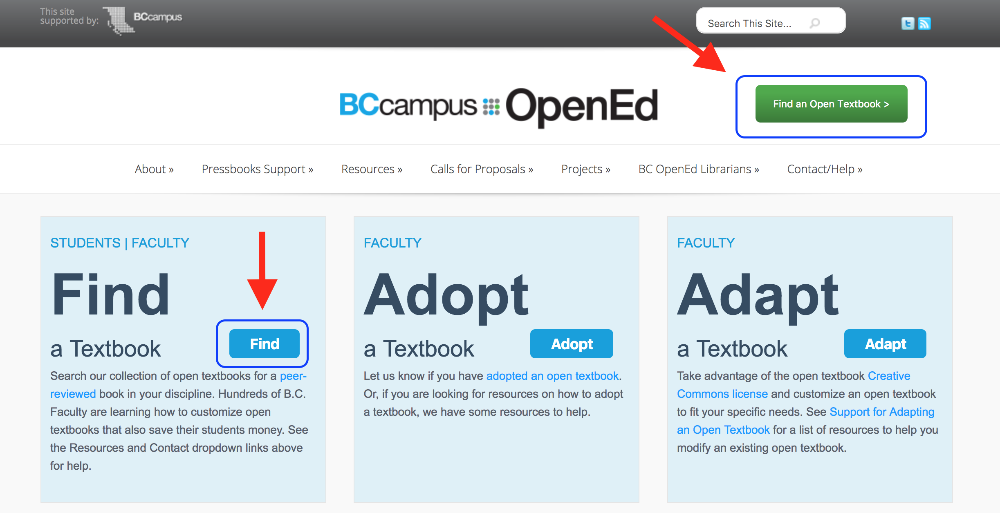 This site
supported by:
BCcampus
Search This Site...
t
BCcampus OpenEd
Find an Open Textbook >
About » Pressbooks Support » Resources » Calls for Proposals » Projects » BC OpenEd Librarians » Contact/Help »
STUDENTS | FACULTY
Find
a Textbook
Find
Search our collection of open textbooks for a peer-
reviewed book in your discipline. Hundreds of B.C.
Faculty are learning how to customize open
textbooks that also save their students money. See
the Resources and Contact dropdown links above
for help.
FACULTY
Adopt
a Textbook
Adopt
Let us know if you have adopted an open textbook.
Or, if you are looking for resources on how to adopt
a textbook, we have some resources to help.
FACULTY
Adapt
a Textbook
Adapt
Take advantage of the open textbook Creative
Commons license and customize an open textbook
to fit your specific needs. See Support for Adapting
an Open Textbook for a list of resources to help you
modify an existing open textbook.